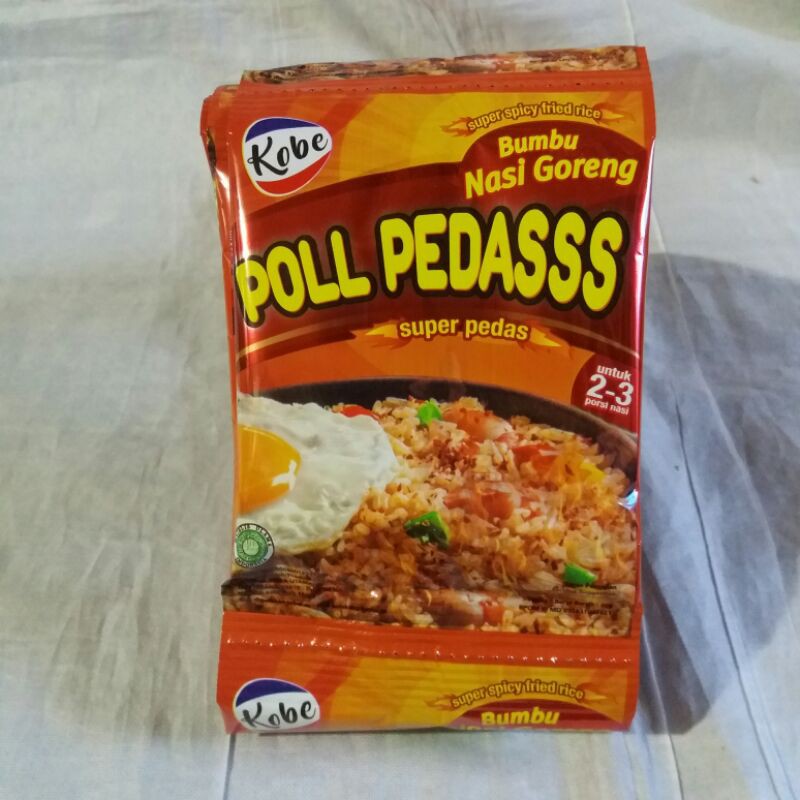 Kobe
super spicy fried rice
Bumbu
Nasi Goreng
POLL PEDASSS
super pedas
untuk
2-3
porsi nasi
Kobe
super spicy fried rice
Bumbu